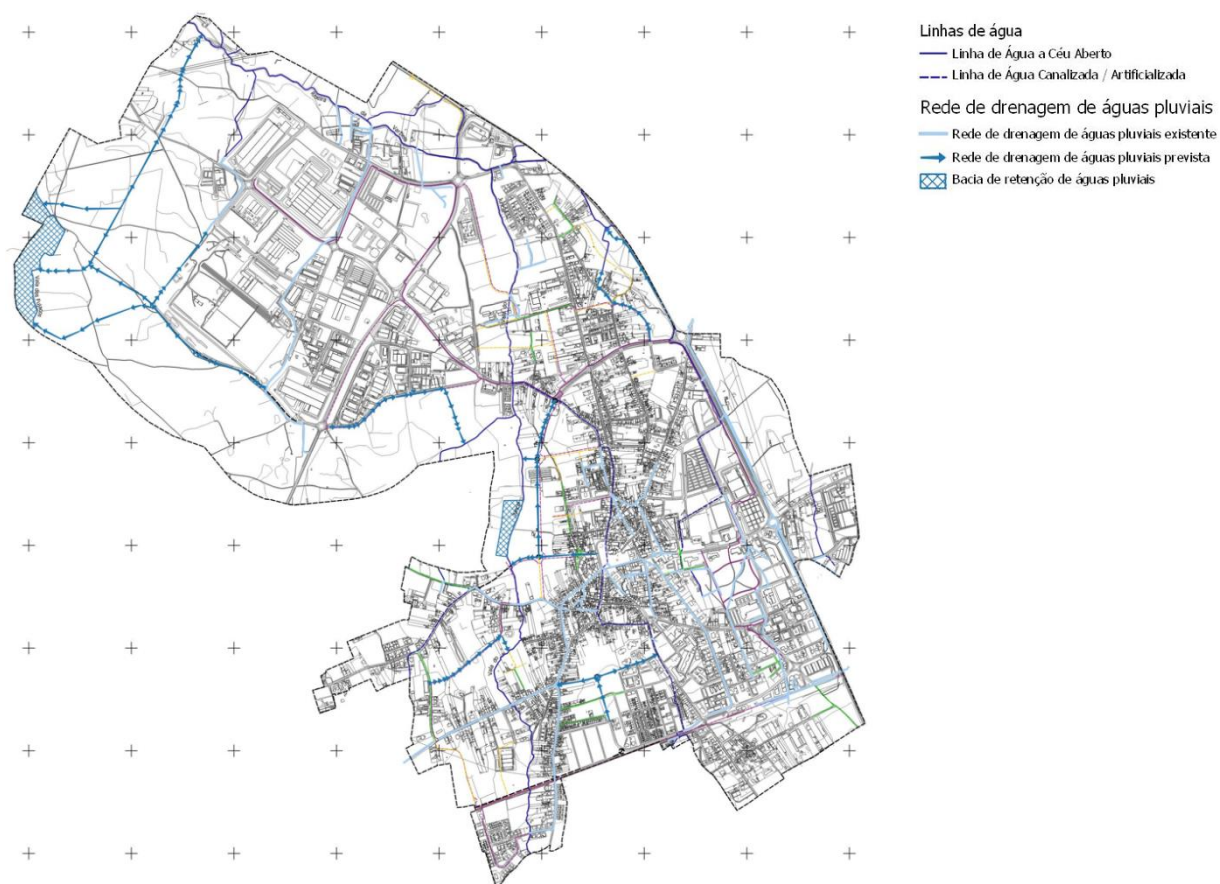 Linhas de água
Linha de Água a Céu Aberto
Linha de Água Canalizada / Artificializada
Rede de drenagem de águas pluviais
Rede de drenagem de águas pluviais existente
Rede de drenagem de águas pluviais prevista
Bacia de retenção de águas pluviais